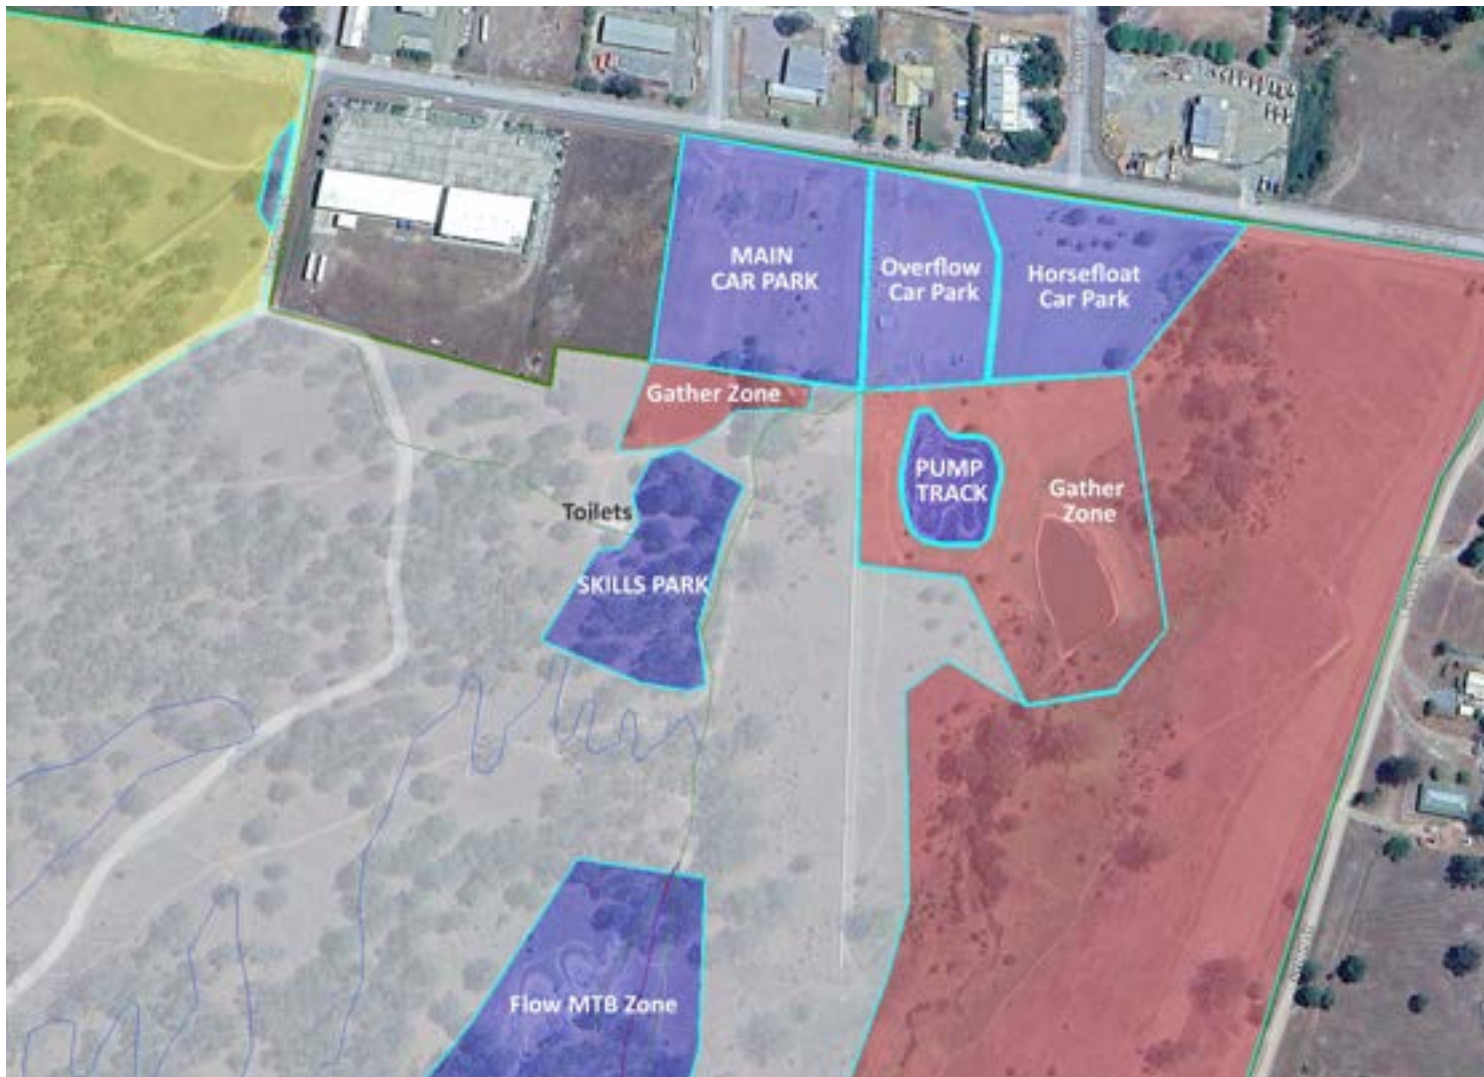 MAIN
CAR PARK
Overflow
Car Park
Horsefloat
Car Park
Gather Zone
PUMP
TRACK
Gather
Zone
Toilets
SKILLS PARK
Flow MTB Zone